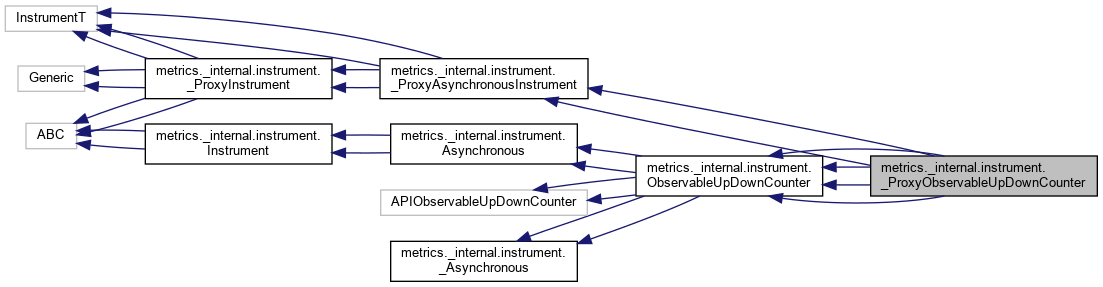 InstrumentT
Generic
ABC
metrics._internal.instrument.
_ProxyInstrument
metrics._internal.instrument.
Instrument
metrics._internal.instrument.
_ProxyAsynchronousInstrument
metrics._internal.instrument.
Asynchronous
APIObservableUpDownCounter
metrics._internal.instrument.
_Asynchronous
metrics._internal.instrument.
ObservableUpDownCounter
metrics._internal.instrument.
_ProxyObservableUpDownCounter